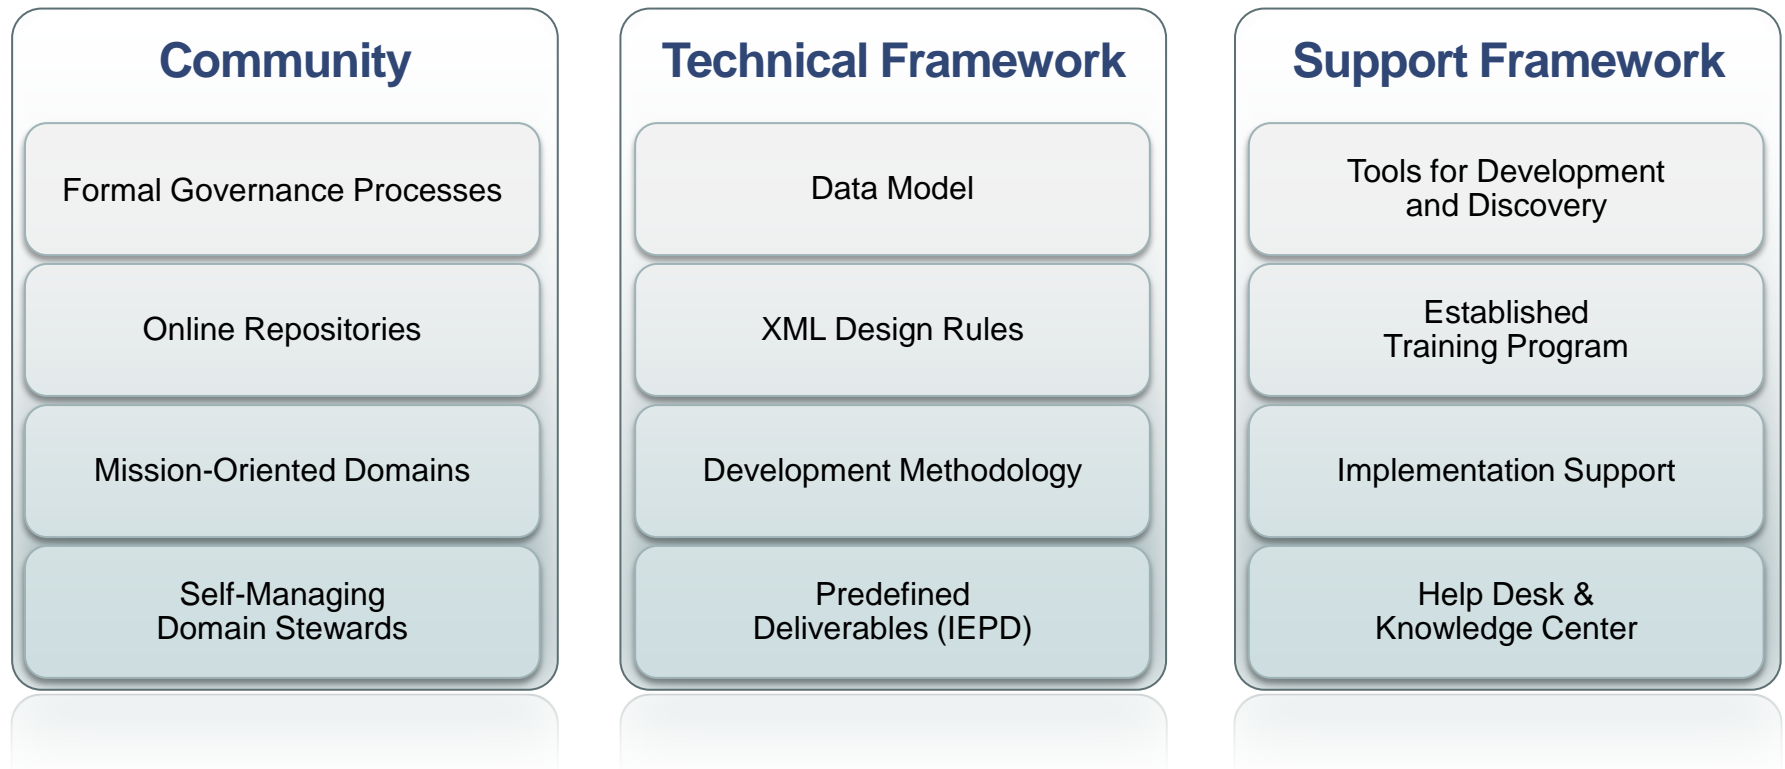 Community
Formal Governance Processes
Online Repositories
Mission-Oriented Domains
Self-Managing
Domain Stewards
Technical Framework
Data Model
XML Design Rules
Development Methodology
Predefined
Deliverables (IEPD)
Support Framework
Tools for Development
and Discovery
Established
Training Program
Implementation Support
Help Desk &
Knowledge Center